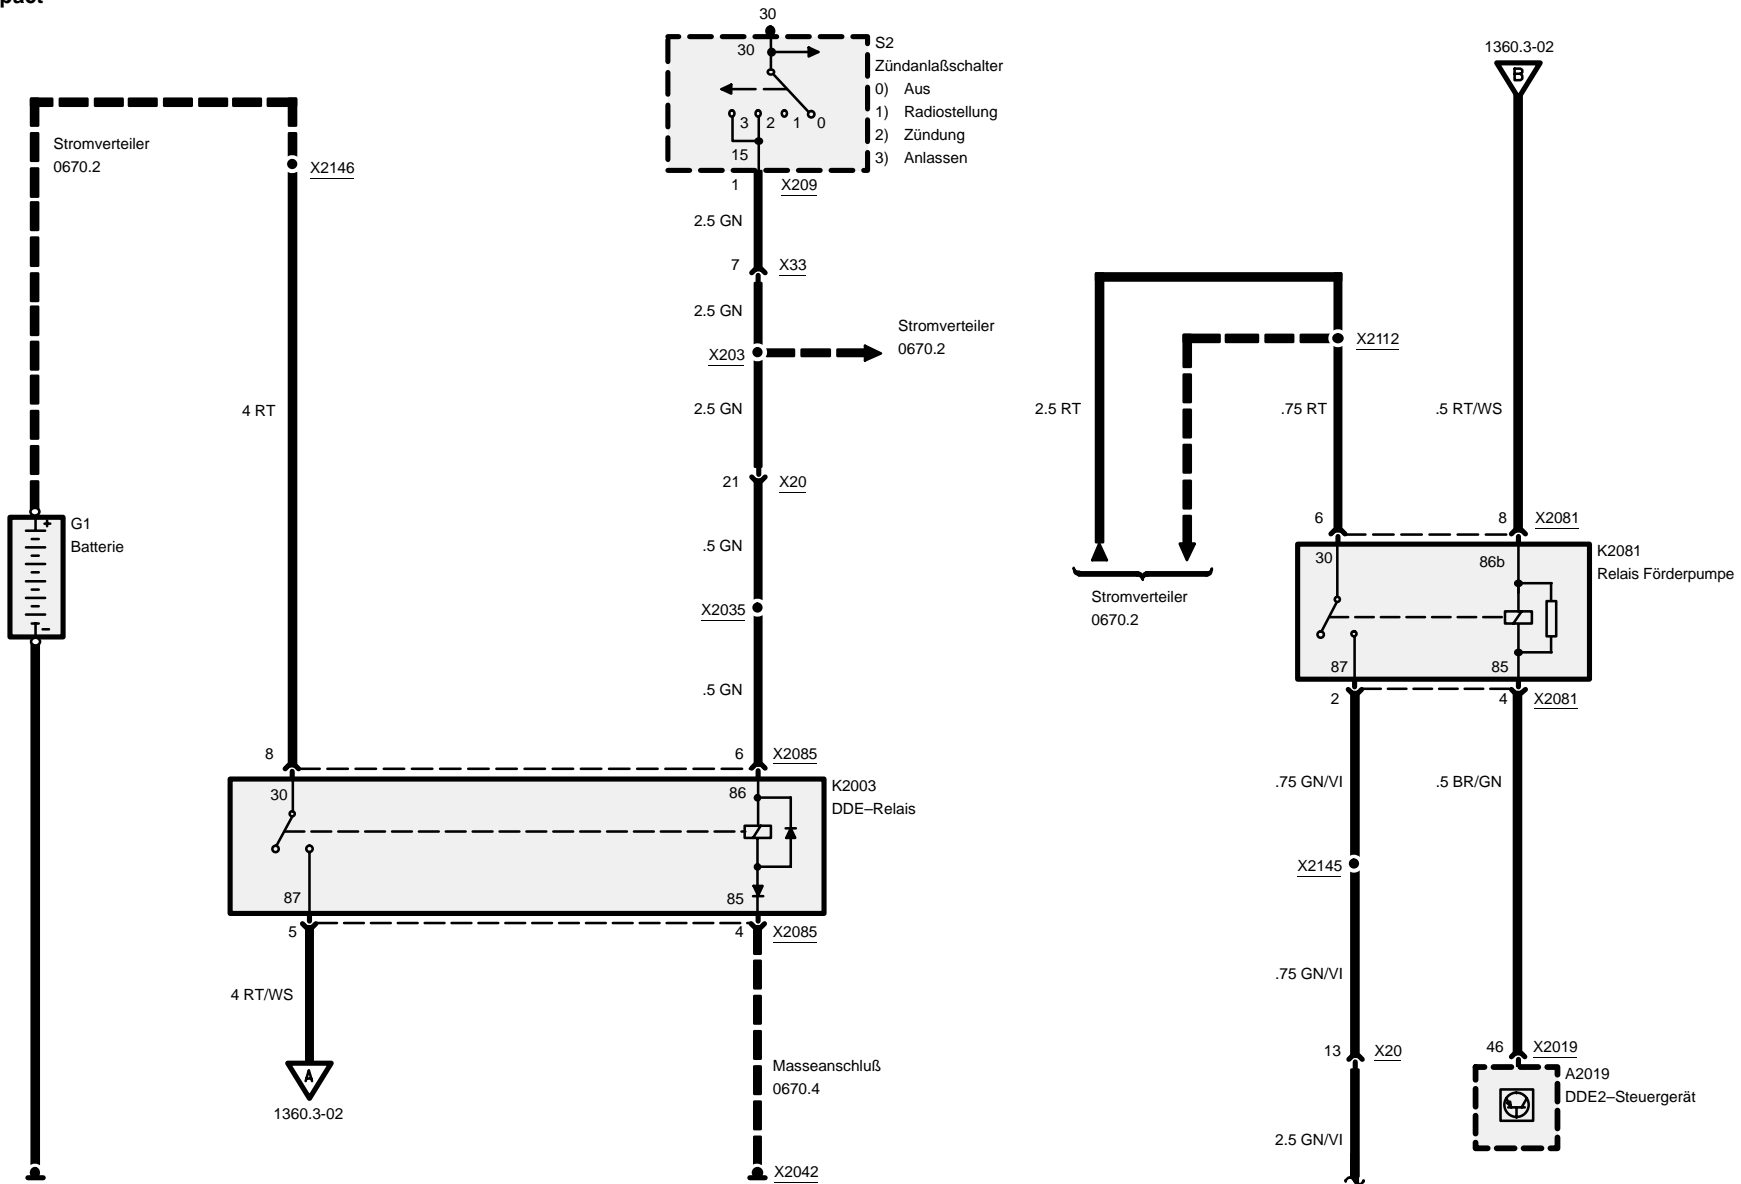 30
30
S2
Zündanlaßschalter
0) Aus
1) Radiostellung
2) Zündung
3) Anlassen
3 2 1 0
15
1 X209
2.5 GN
7 X33
2.5 GN
X203
Stromverteiler
0670.2
2.5 GN
21 X20
.5 GN
X2035
.5 GN
6 X2085
Stromverteiler
0670.2
X2146
4 RT
G1
Batterie
+
-
8
30
86
K2003
DDE–Relais
87
85
5
4 X2085
4 RT/WS
A
1360.3-02
Masseanschluß
0670.4
X2042
1360.3-02
B
X2112
2.5 RT
.75 RT
.5 RT/WS
Stromverteiler
0670.2
6
8 X2081
30
86b
K2081
Relais Förderpumpe
87
85
2
4 X2081
.75 GN/VI
.5 BR/GN
X2145
.75 GN/VI
13 X20
46 X2019
A2019
DDE2–Steuergerät
2.5 GN/VI